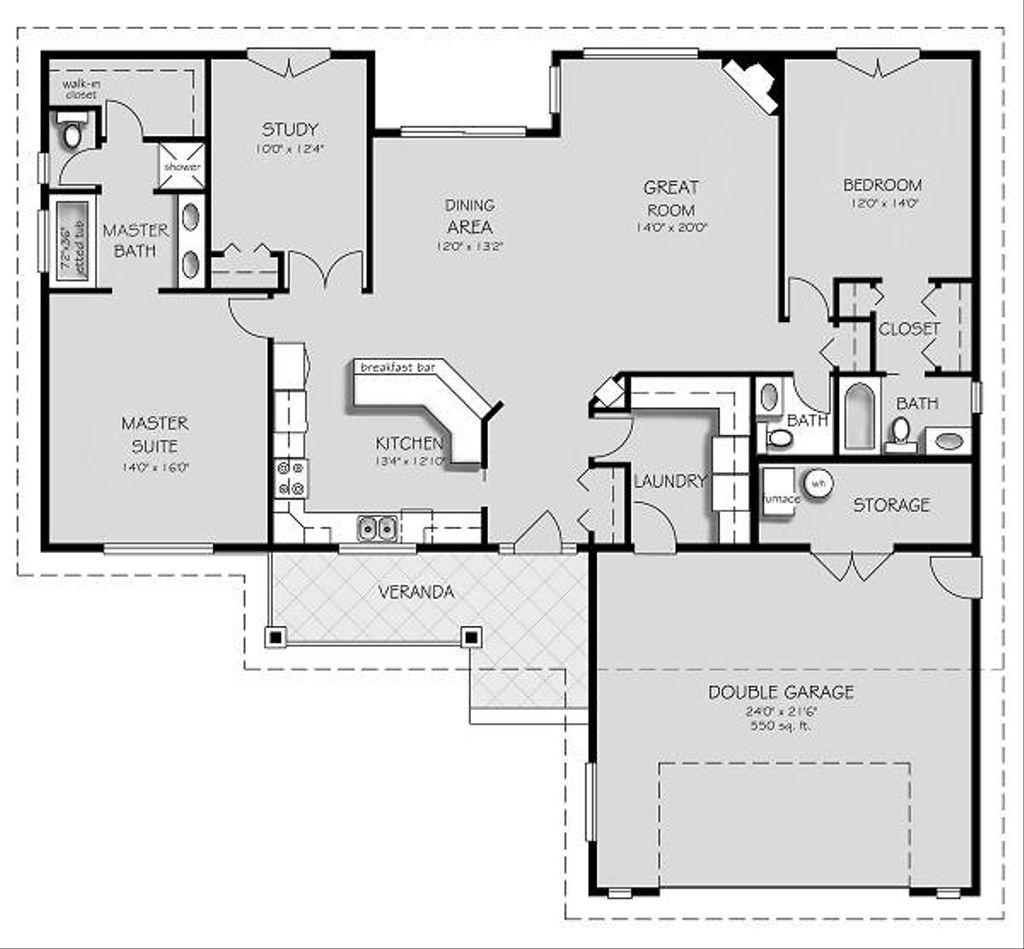 walk-in
closet
STUDY
10'0" x 12'4"
shower
MASTER
BATH
72"x36"
jetted tub
DINING
AREA
12'0" x 13'2"
GREAT
ROOM
14'0" x 20'0"
BEDROOM
12'0" x 14'0"
CLOSET
breakfast bar
MASTER
SUITE
14'0" x 16'0"
KITCHEN
13'4" x 12'10"
BATH
BATH
LAUNDRY
furnace
wh
STORAGE
VERANDA
DOUBLE GARAGE
24'0" x 21'6"
550 sq. ft.